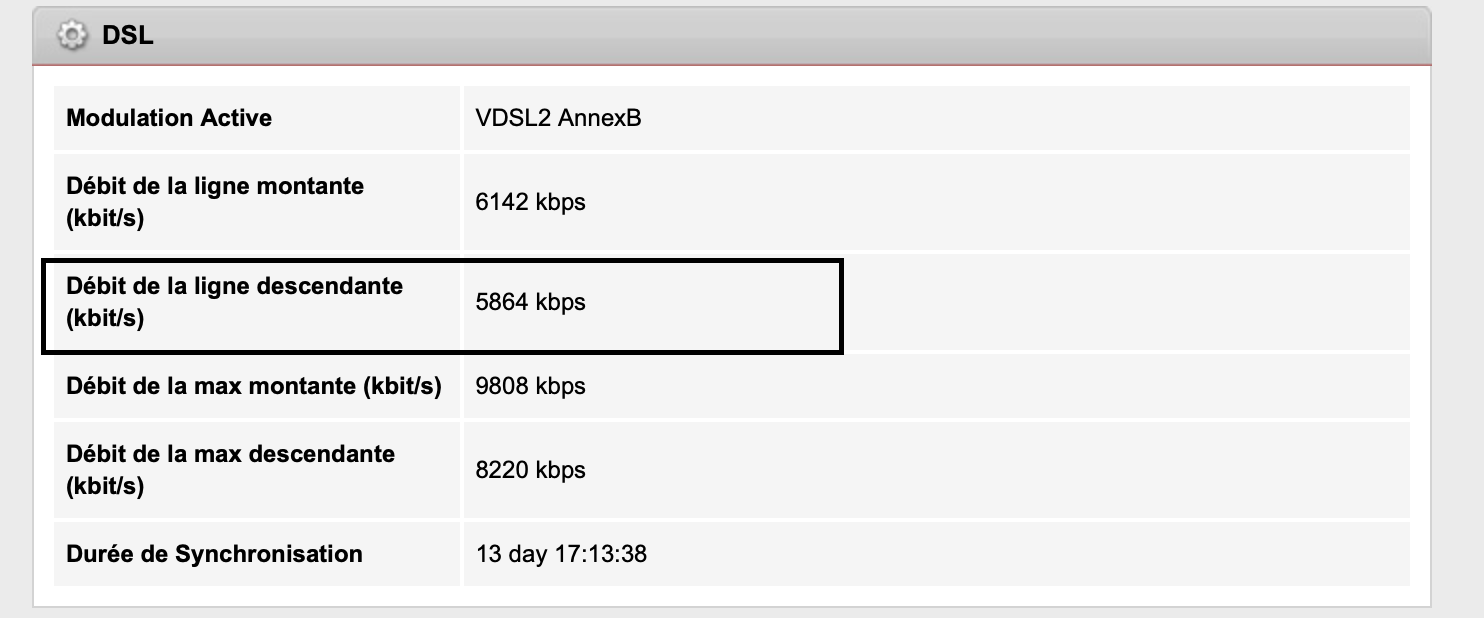 DSL
Modulation Active VDSL2 AnnexB
Débit de la ligne montante
(kbit/s) 6142 kbps
Débit de la ligne descendante
(kbit/s) 5864 kbps
Débit de la max montante (kbit/s) 9808 kbps
Débit de la max descendante
(kbit/s) 8220 kbps
Durée de Synchronisation 13 day 17:13:38